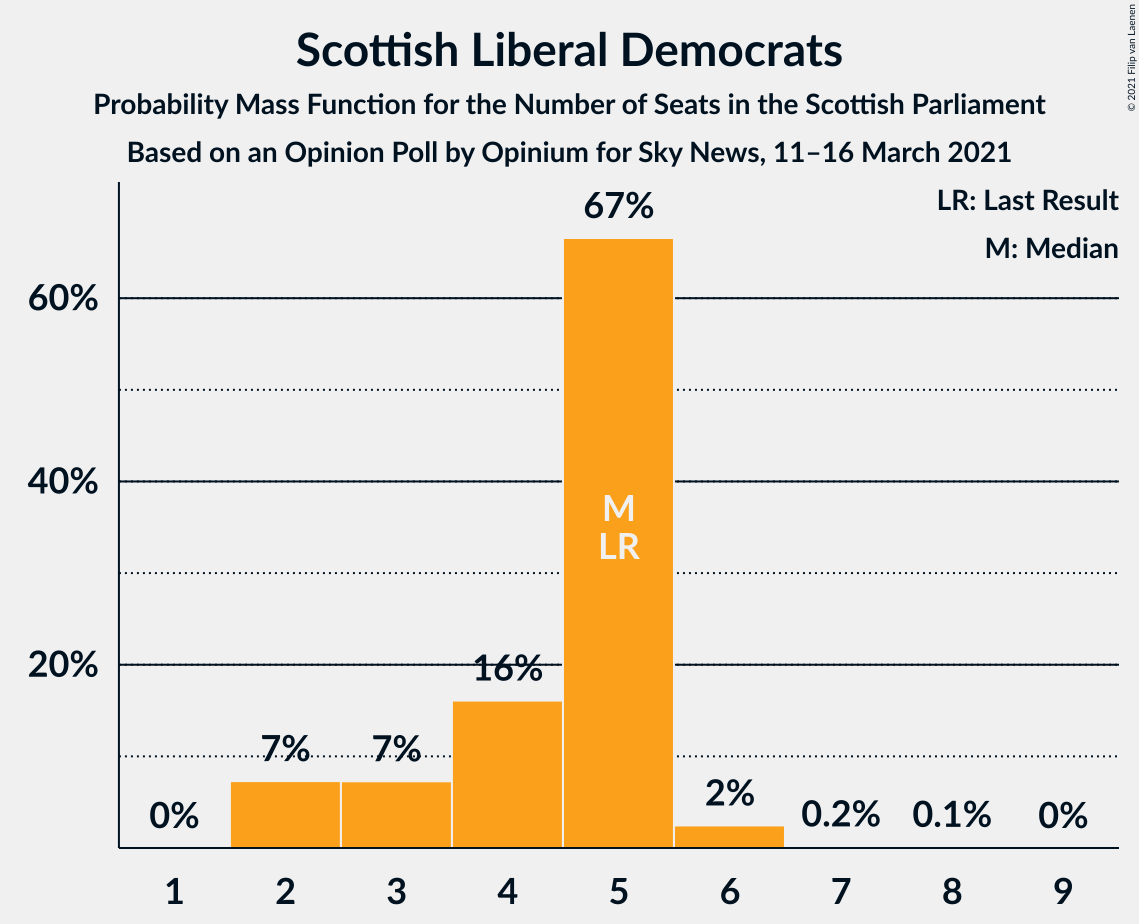 Scottish Liberal Democrats
Probability Mass Function for the Number of Seats in the Scottish Parliament
Based on an Opinion Poll by Opinium for Sky News, 11–16 March 2021
© 2021 Filip van Laenen
LR: Last Result
M: Median
67%
60%
40%
M
LR
20%
16%
7%
7%
0%
2%
0.2%
0.1%
0%
1
2
3
4
5
6
7
8
9